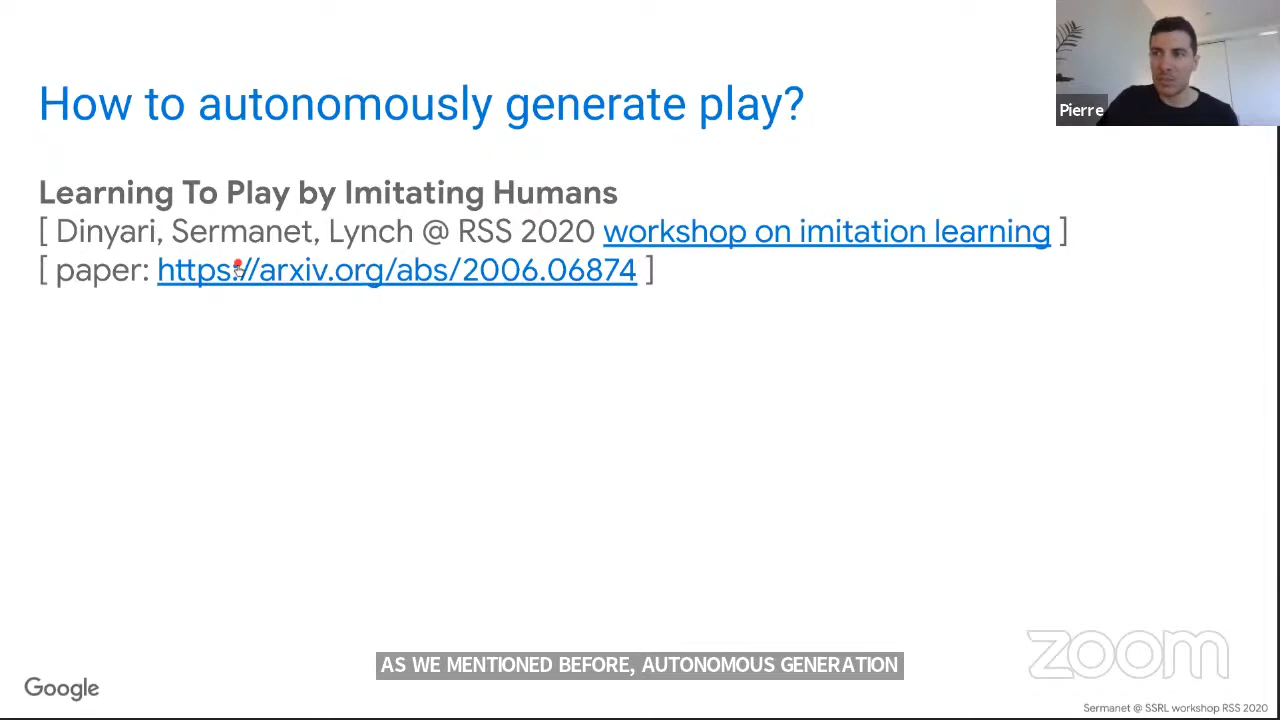 How to autonomously generate play?
Pierre
Learning To Play by Imitating Humans
[ Dinyari, Sermanet, Lynch @ RSS 2020 workshop on imitation learning ]
[ paper: https://arxiv.org/abs/2006.06874 ]
AS WE MENTIONED BEFORE, AUTONOMOUS GENERATION
zoom
Google
Sermanet @ SSRL workshop RSS 2020